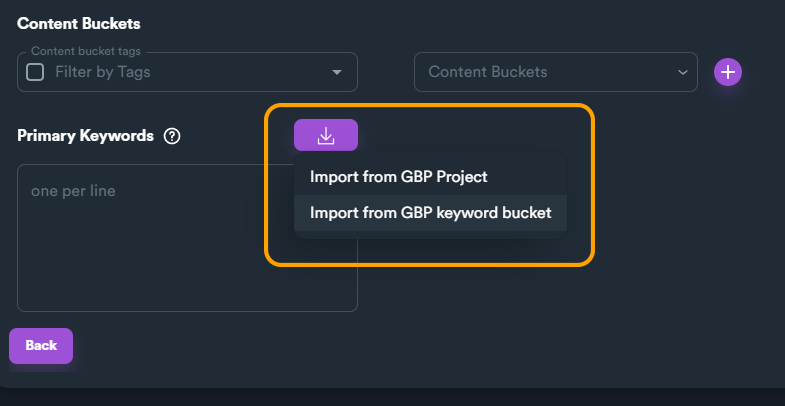 Content Buckets
Content bucket tags
Filter by Tags
Content Buckets
Primary Keywords
one per line
Import from GBP Project
Import from GBP keyword bucket
Back